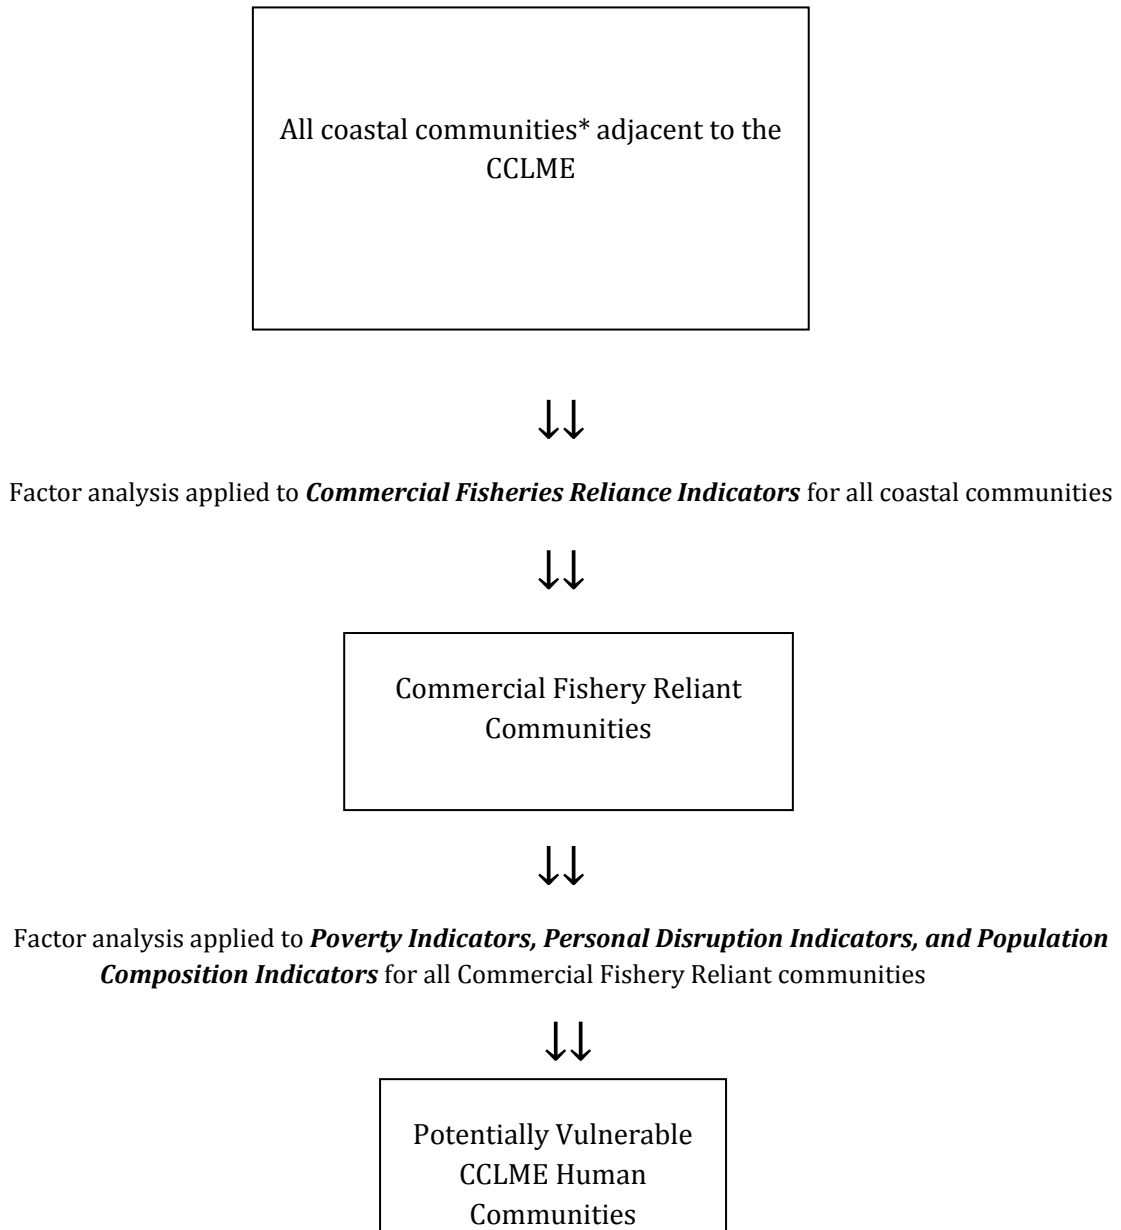 All coastal communities* adjacent to the
CCLME
↓↓
Factor analysis applied to Commercial Fisheries Reliance Indicators for all coastal communities
↓↓
Commercial Fishery Reliant
Communities
↓↓
Factor analysis applied to Poverty Indicators, Personal Disruption Indicators, and Population
Composition Indicators for all Commercial Fishery Reliant communities
↓↓
Potentially Vulnerable
CCLME Human
Communities